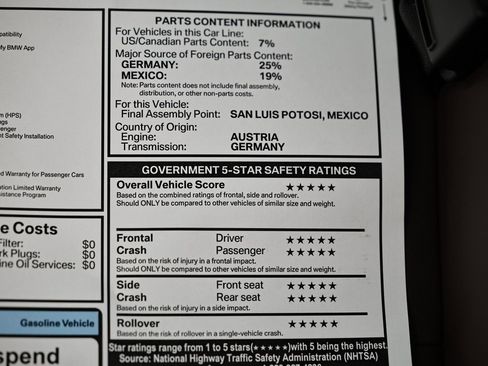 PARTS CONTENT INFORMATION
For Vehicles in this Car Line:
US/Canadian Parts Content: 7%
Major Source of Foreign Parts Content:
GERMANY: 25%
MEXICO: 19%
Note: Parts content does not include final assembly,
distribution, or other non-parts costs.
For this Vehicle:
Final Assembly Point: SAN LUIS POTOSI, MEXICO
Country of Origin:
Engine: AUSTRIA
Transmission: GERMANY
GOVERNMENT 5-STAR SAFETY RATINGS
Overall Vehicle Score ★★★★★
Based on the combined ratings of frontal, side and rollover.
Should ONLY be compared to other vehicles of similar size and weight.
Frontal Driver ★★★★★
Crash Passenger ★★★★★
Based on the risk of injury in a frontal impact.
Should ONLY be compared to other vehicles of similar size and weight.
Side Front seat ★★★★★
Crash Rear seat ★★★★★
Based on the risk of injury in a side impact.
Rollover ★★★★★
Based on the risk of rollover in a single-vehicle crash.
Star ratings range from 1 to 5 stars(★★★★★) with 5 being the highest.
Source: National Highway Traffic Safety Administration (NHTSA)
My BMW App
(HPS)
t Safety Installation
Warranty for Passenger Cars
Limited Warranty
Program
e Costs
Filter: $0
rk Plugs: $0
ne Oil Services: $0
Gasoline Vehicle
spend